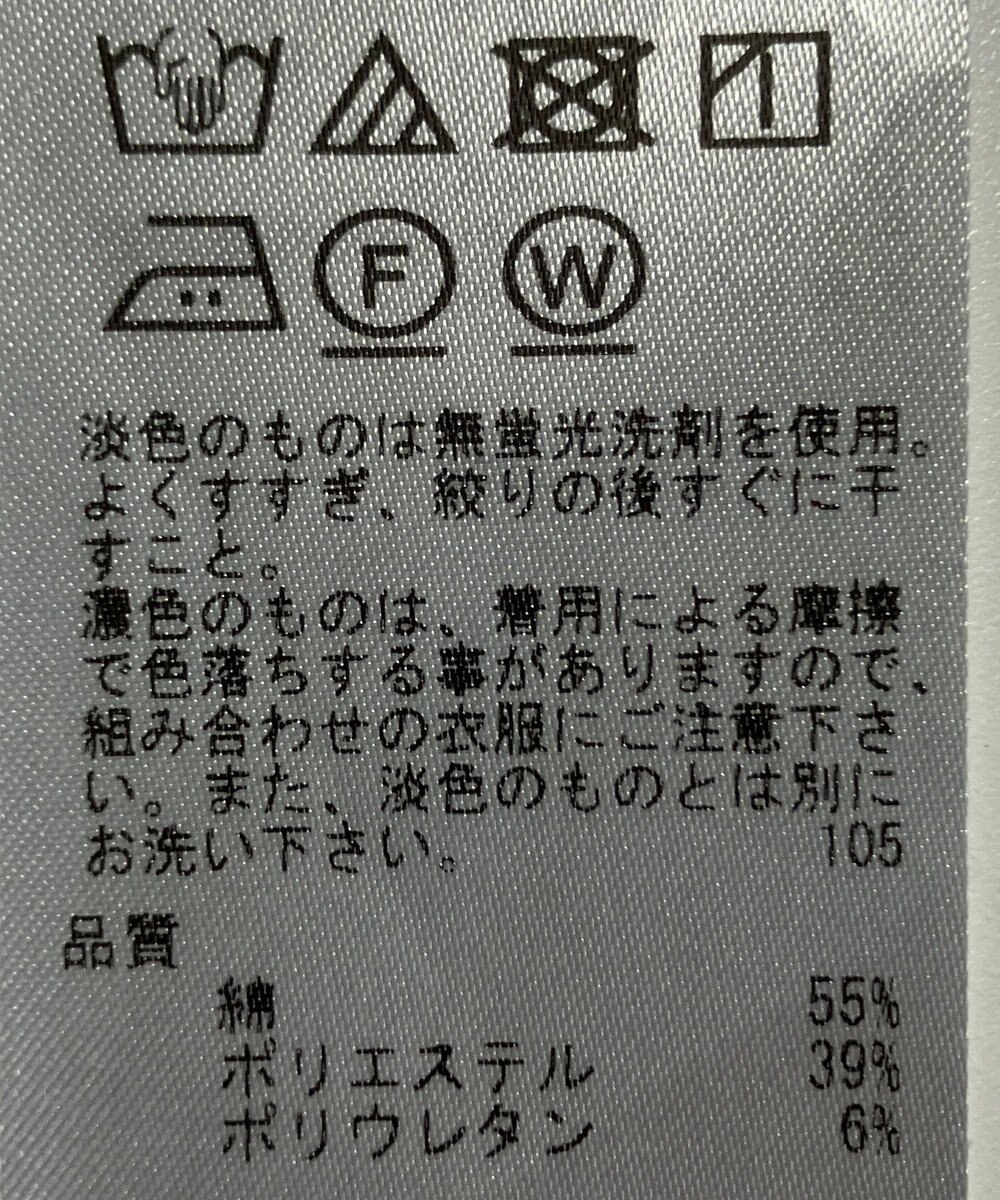 F W
淡色のものは無蛍光洗剤を使用。
よくすすぎ、絞りの後すぐに干
すこと。
濃色のものは、着用による摩擦
で色落ちする事がありますので、
組み合わせの衣服にご注意下さ
い。また、淡色のものとは別に
お洗い下さい。 105
品質
綿 55%
ポリエステル 39%
ポリウレタン 6%